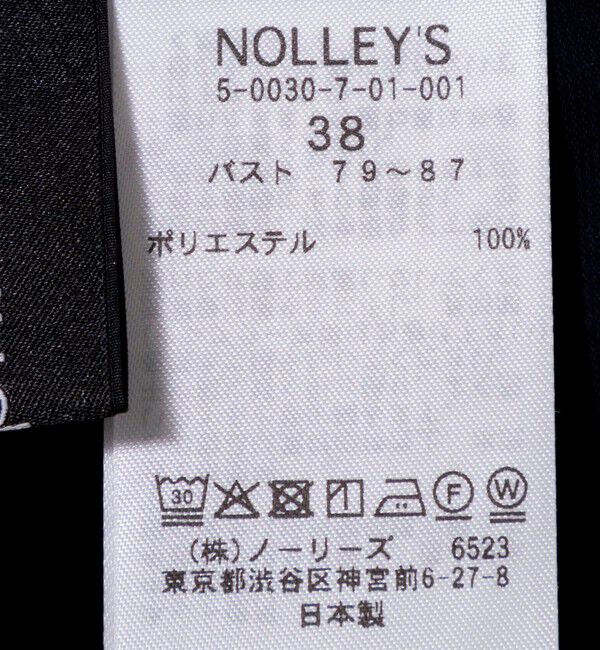 NOLLEY'S
5-0030-7-01-001
38
バスト 79〜87
ポリエステル 100%
30
F
W
(株)ノーリーズ 6523
東京都渋谷区神宮前6-27-8
日本製